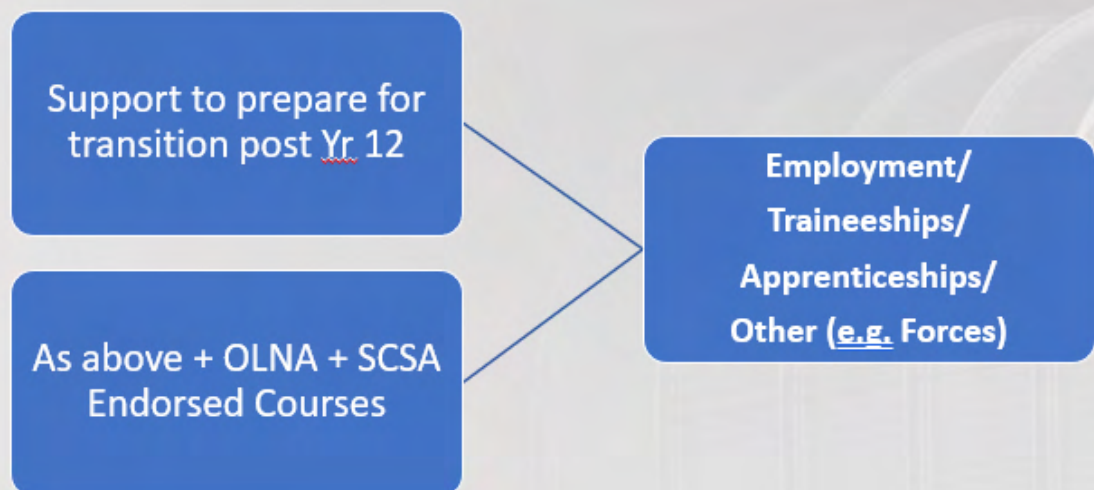 Support to prepare for
transition post Yr 12
As above + OLNA + SCSA
Endorsed Courses
Employment/
Traineeships/
Apprenticeships/
Other (e.g. Forces)